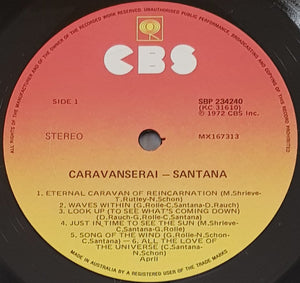 ALL RIGHTS OF THE MANUFACTURER AND OF THE OWNER OF THE RECORDED WORK RESERVED. UNAUTHORISED PUBLIC PERFORMANCE BROADCASTING AND COPYING OF THIS RECORD PROHIBITED
CBS
SIDE 1
SBP 234240
(KC 31610)
℗ 1972 CBS Inc.
STEREO
MX167313
CARAVANSERAI – SANTANA
1. ETERNAL CARAVAN OF REINCARNATION (M.Shrieve-
T.Rutley-N.Schon)
2. WAVES WITHIN (G.Rolle-C.Santana-D.Rauch)
3. LOOK UP (TO SEE WHAT'S COMING DOWN)
(D.Rauch-G.Rolle-C.Santana)
4. JUST IN TIME TO SEE THE SUN (M.Shrieve-
C.Santana-G.Rolle)
5. SONG OF THE WIND (G.Rolle-N.Schon-
C.Santana) — 6. ALL THE LOVE OF
THE UNIVERSE (C.Santana-
N.Schon)
April
MADE IN AUSTRALIA BY A REGISTERED USER OF THE TRADE MARKS